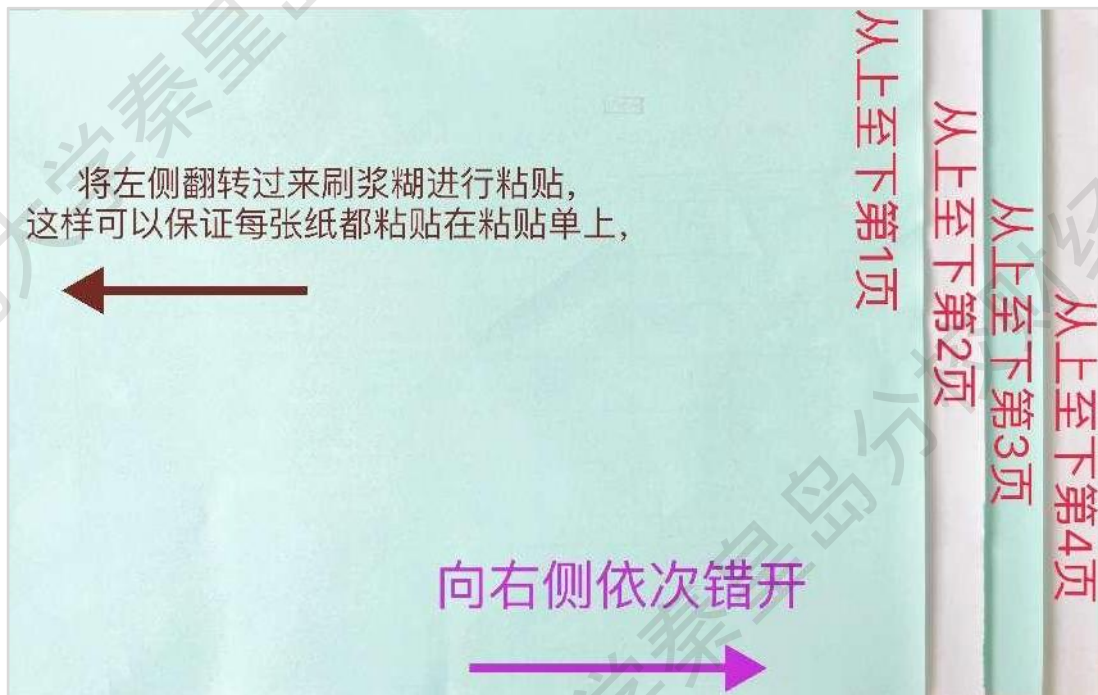 将左侧翻转过来刷浆糊进行粘贴，
这样可以保证每张纸都粘贴在粘贴单上，
从上至下第1页
从上至下第2页
从上至下第3页
从上至下第4页
向右侧依次错开